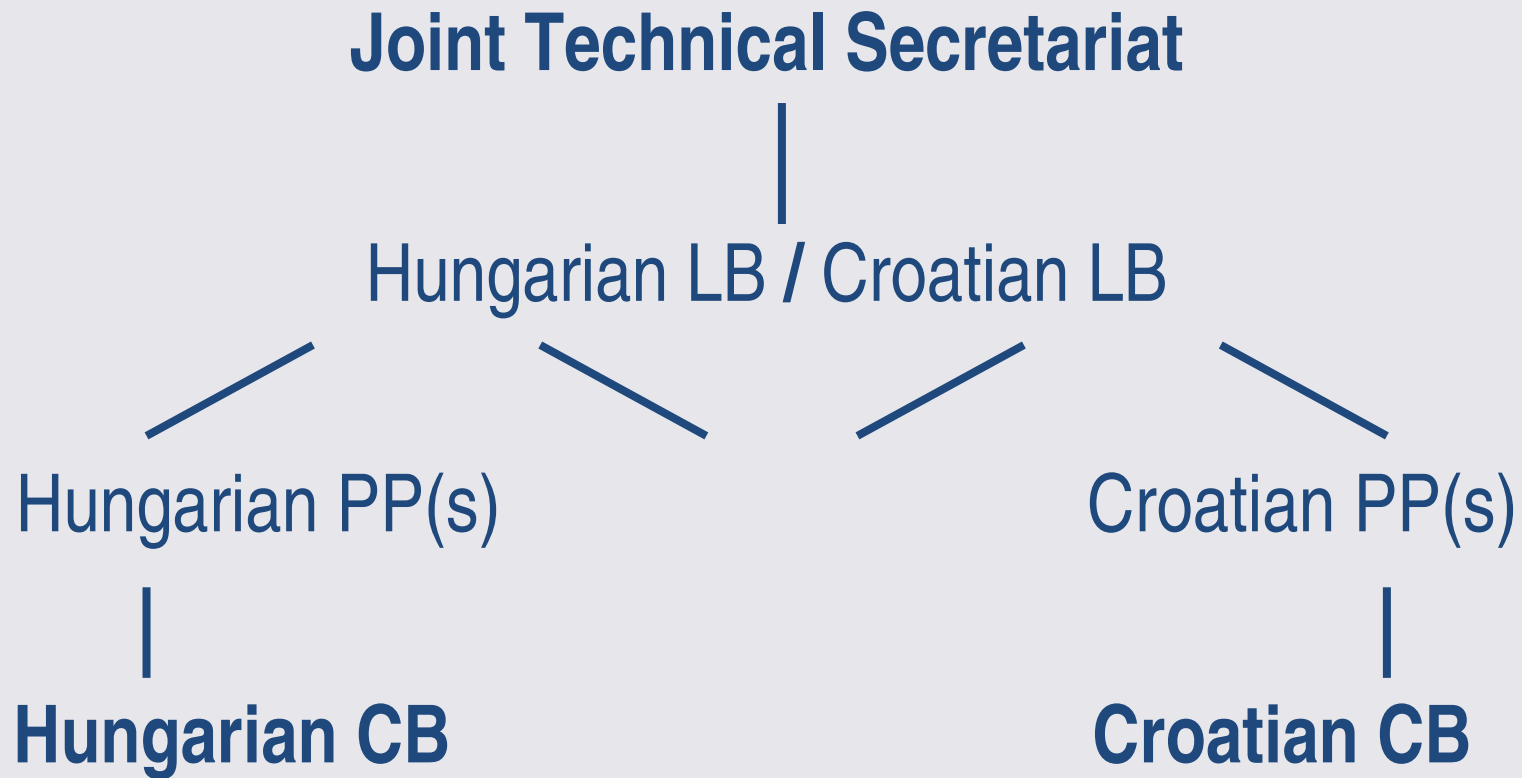 Joint Technical Secretariat
Hungarian LB / Croatian LB
Hungarian PP(s) Croatian PP(s)
Hungarian CB Croatian CB